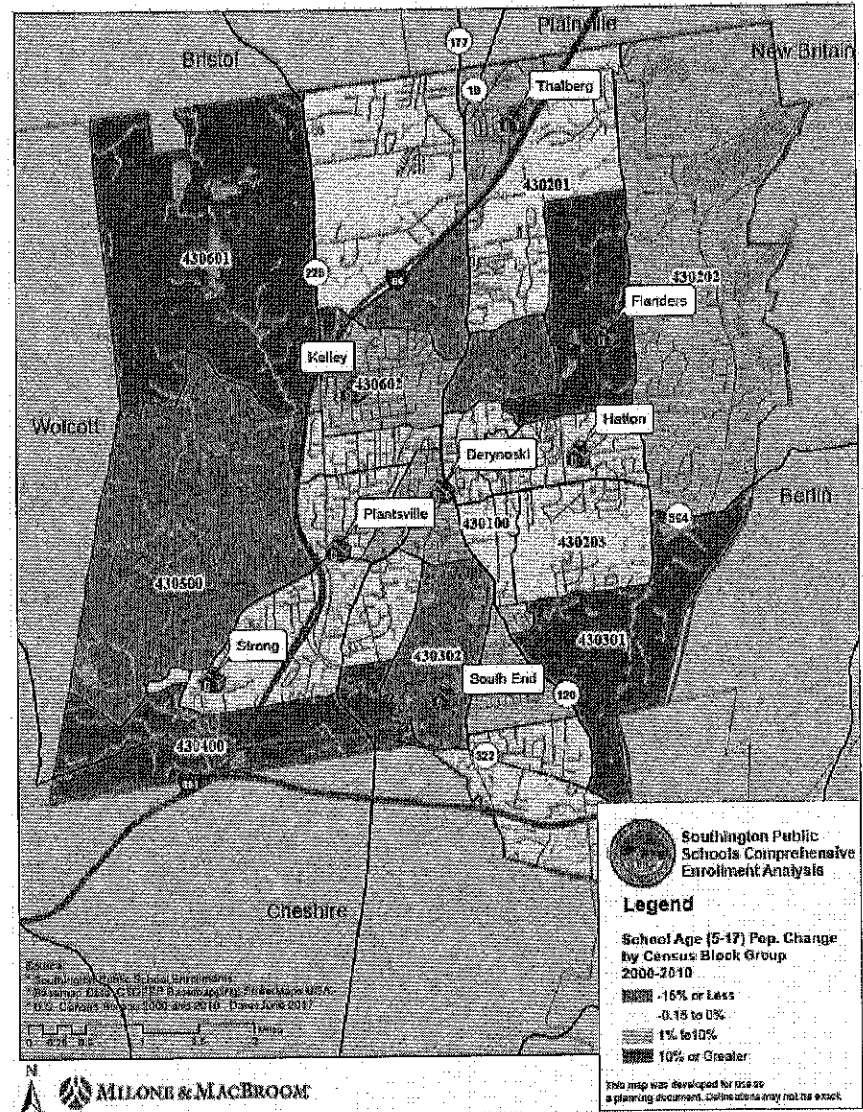 Plainville
177
Bristol
New Britain
10
Thalberg
430201
430601
229
430202
Flanders
Kelley
430602
Wolcott
Hatton
Derynoski
Berlin
Plantsville
364
430100
430203
430500
430301
Strong
430302
South End
120
430400
322
Southington Public
Schools Comprehensive
Enrollment Analysis
Legend
Cheshire
School Age (5-17) Pop. Change
by Census Block Group
2000-2010
-15% or Less
-0.15 to 0%
1% to10%
10% or Greater
Miles
N
MILONE & MACBROOM
This map was developed for use as
a planning document. Delineations may not be exact.